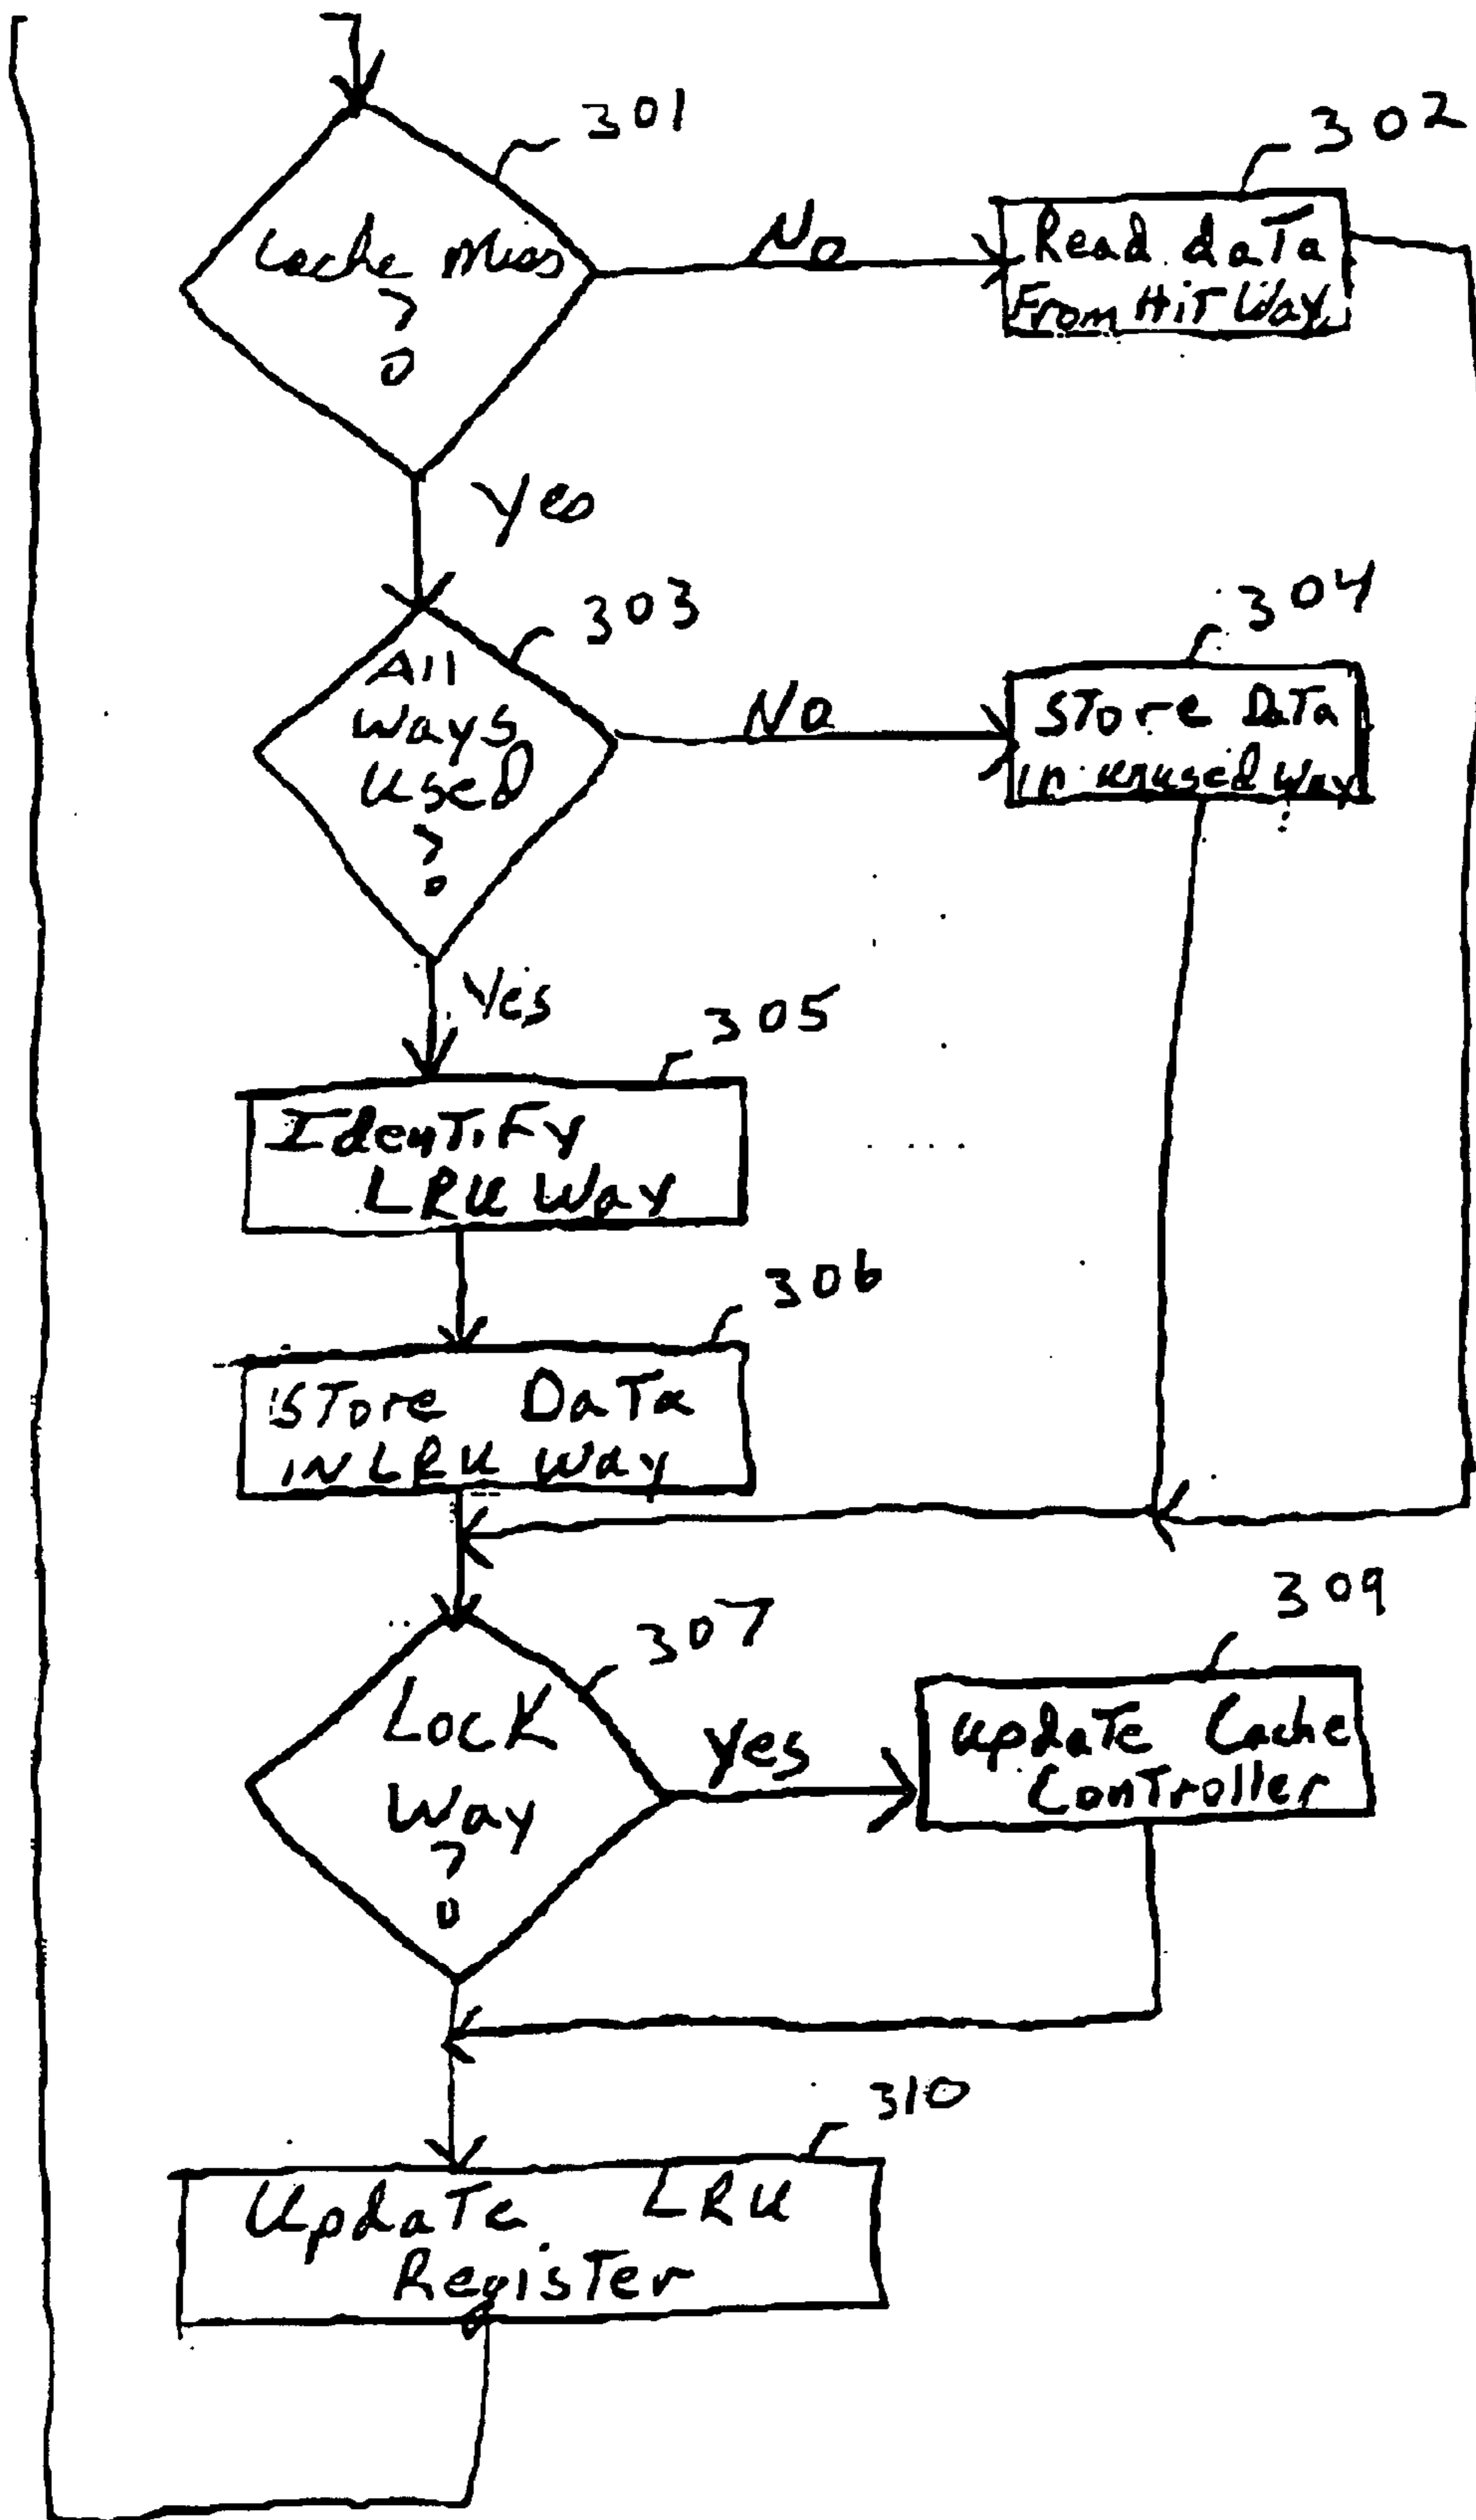 301
302
Cache Miss
?
No
Read data
From Hit Way
Yes
303
304
All
Ways
Used
?
No
Store Data
in unused way
Yes
305
Identify
LRU Way
306
Store Data
in LRU Way
307
309
Lock
Way
?
Yes
Update Cache
Controller
310
Update LRU
Register